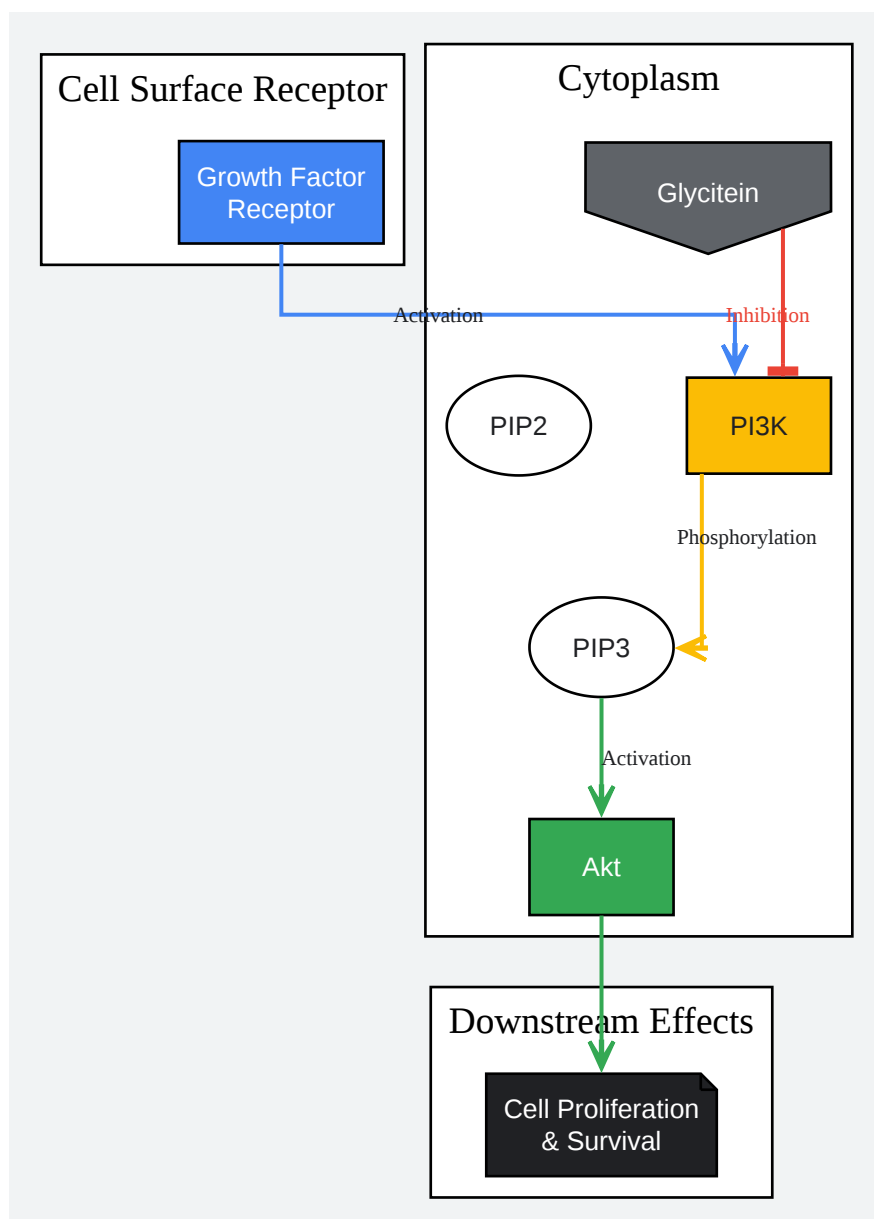 Cell Surface Receptor
Growth Factor
Receptor
Cytoplasm
Glycitein
Activation
Inhibition
PIP2
PI3K
Phosphorylation
PIP3
Activation
Akt
Downstream Effects
Cell Proliferation
& Survival